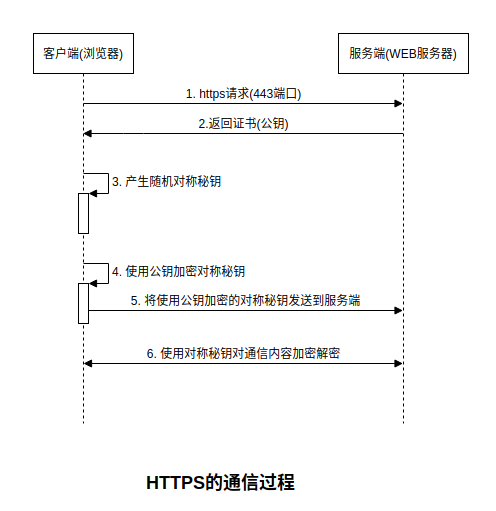 客户端(浏览器)
服务端(WEB服务器)
1. https请求(443端口)
2.返回证书(公钥)
3. 产生随机对称秘钥
4. 使用公钥加密对称秘钥
5. 将使用公钥加密的对称秘钥发送到服务端
6. 使用对称秘钥对通信内容加密解密
HTTPS的通信过程